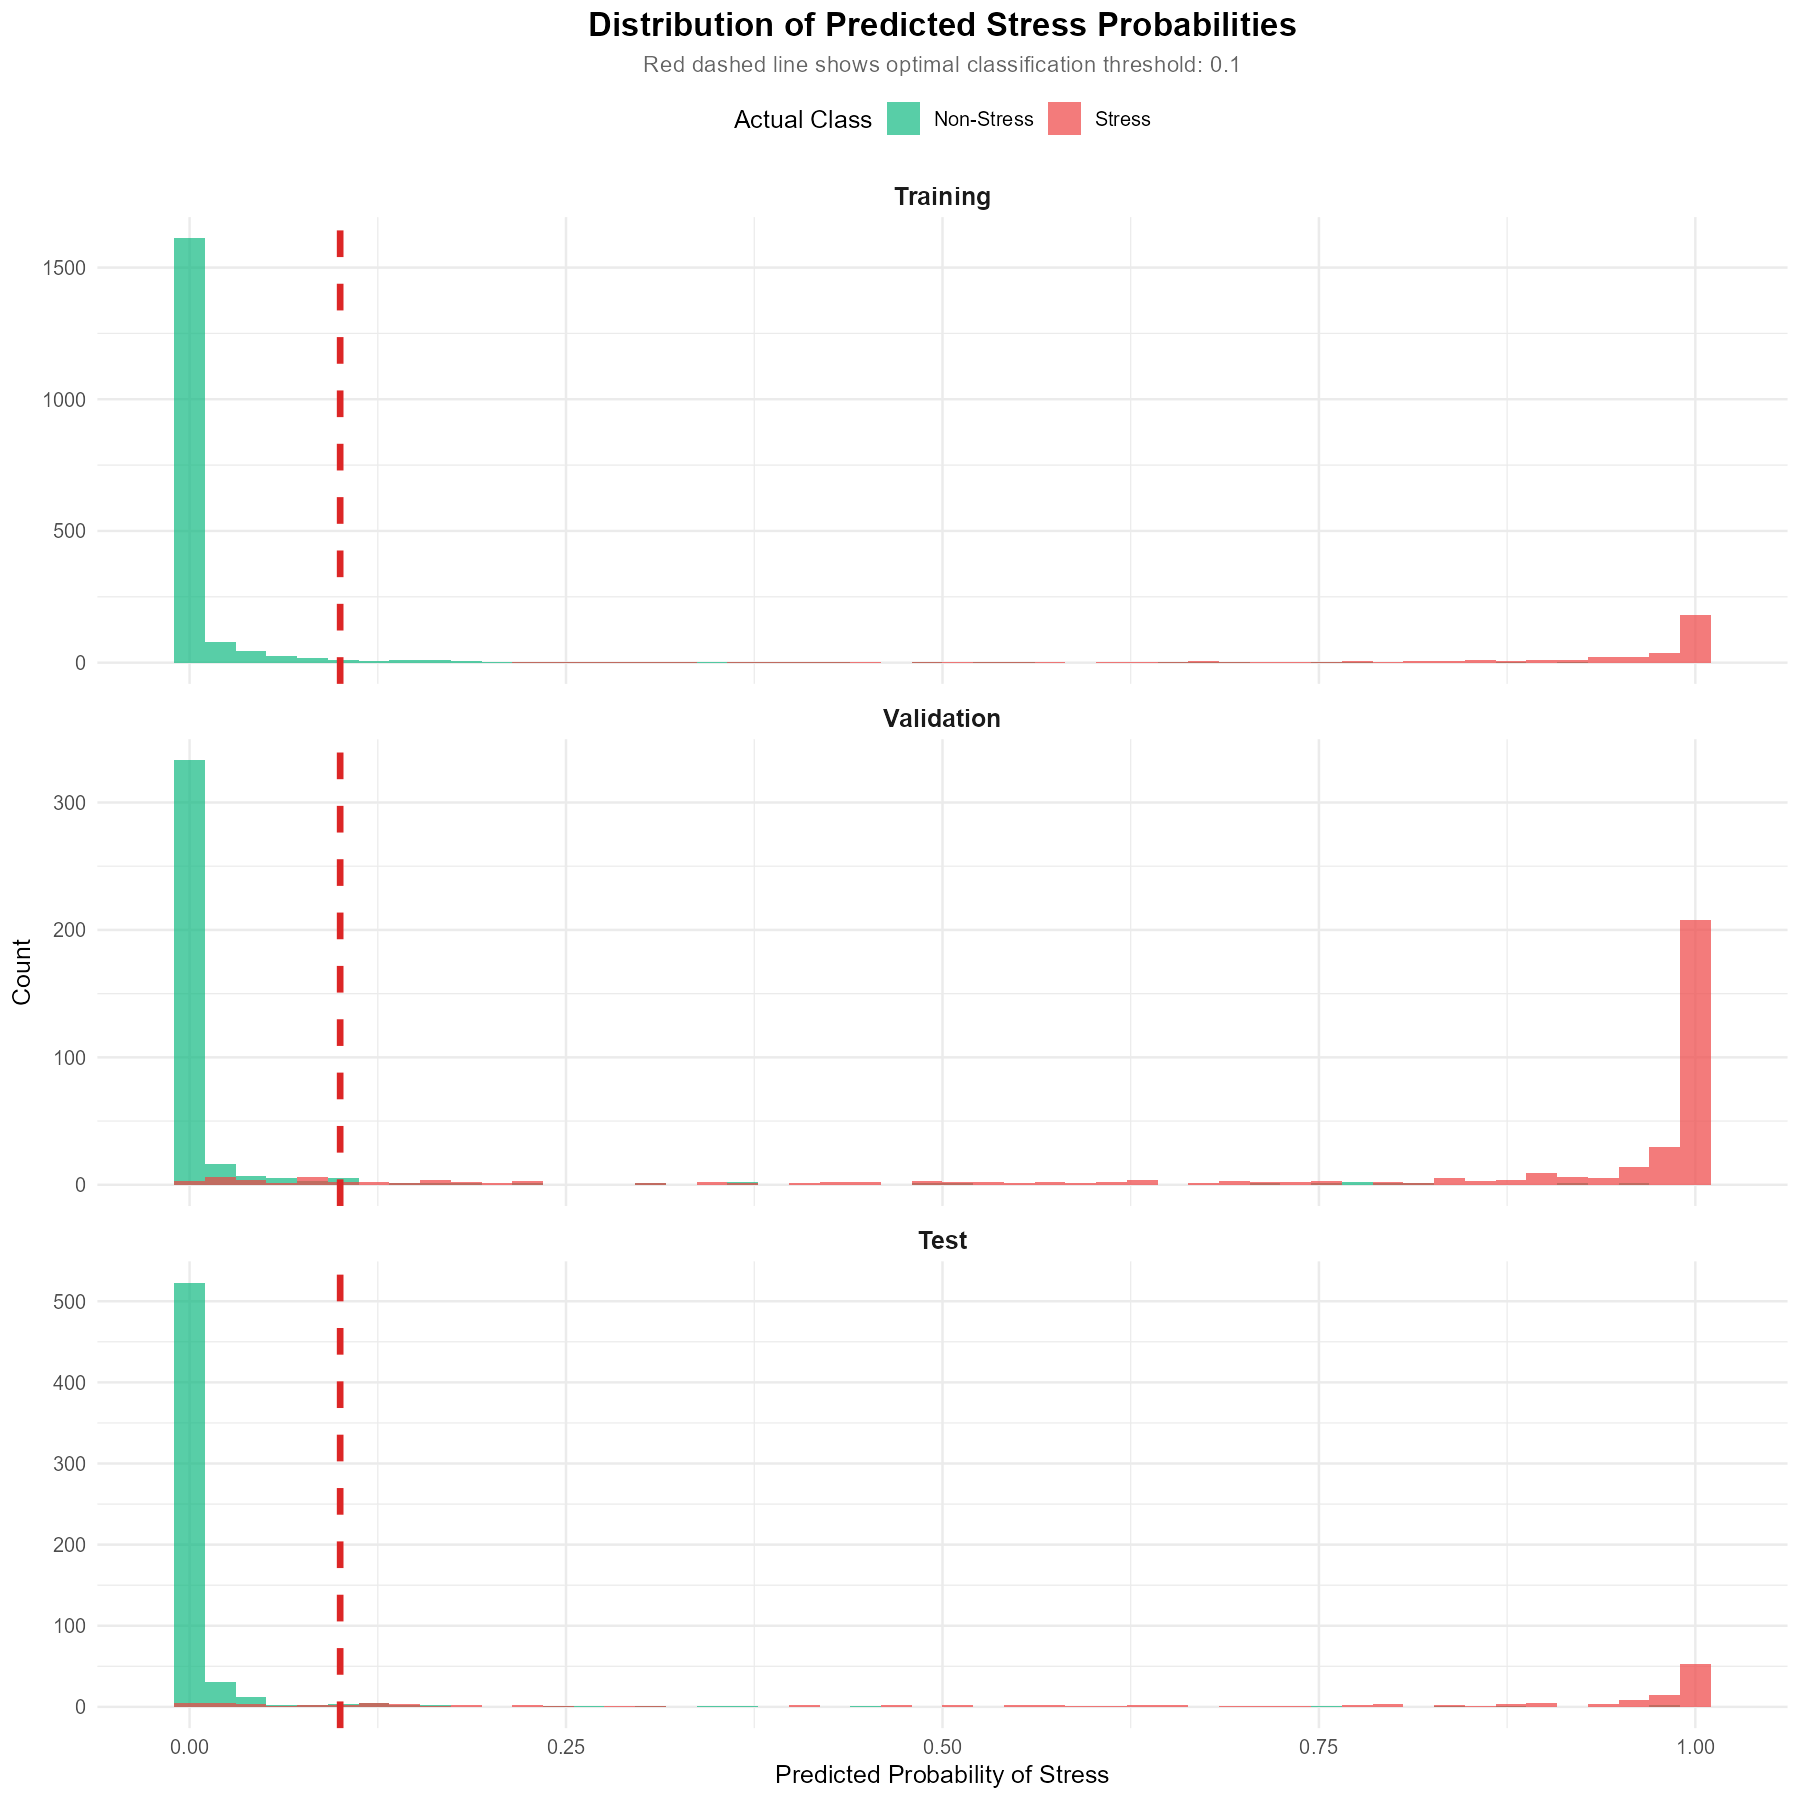 Distribution of Predicted Stress Probabilities
Red dashed line shows optimal classification threshold: 0.1
Actual Class Non-Stress Stress
Training
1500
1000
500
0
Validation
300
200
100
0
Count
Test
500
400
300
200
100
0
0.00 0.25 0.50 0.75 1.00
Predicted Probability of Stress